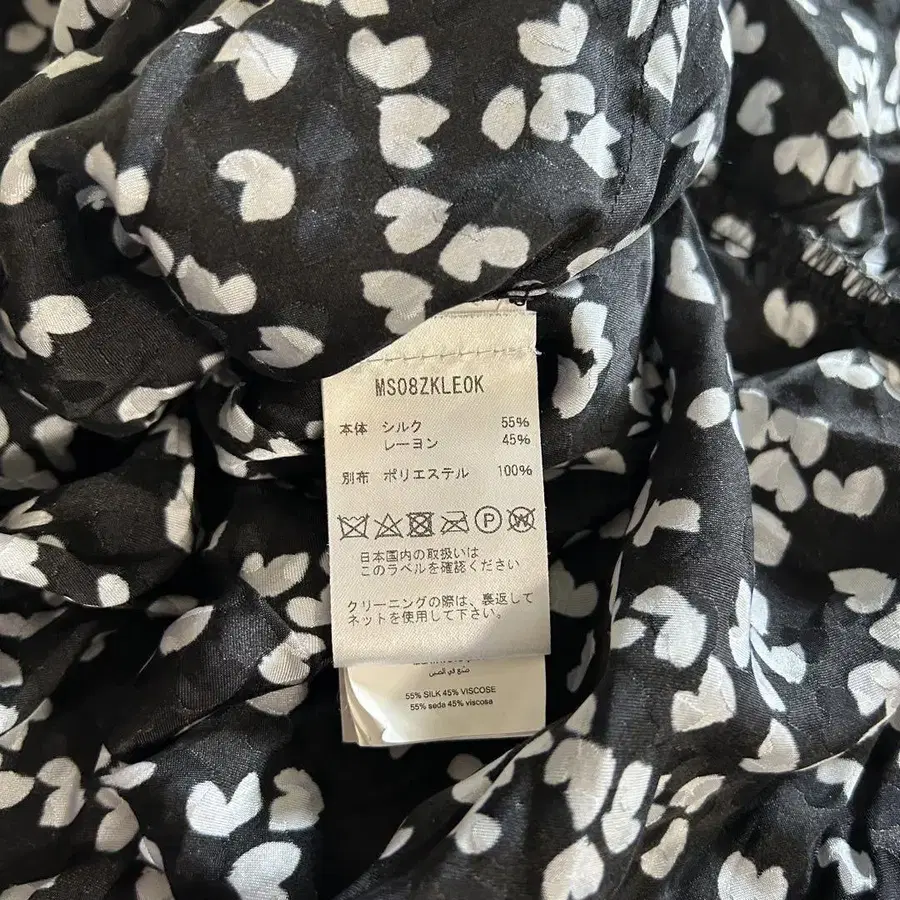 MS08ZKLE0K
本体 シルク 55%
レーヨン 45%
別布 ポリエステル 100%
P W
日本国内の取扱いは
このラベルを確認ください
クリーニングの際は、裏返して
ネットを使用して下さい。
صنع في الصين
55% SILK 45% VISCOSE
55% seda 45% viscosa